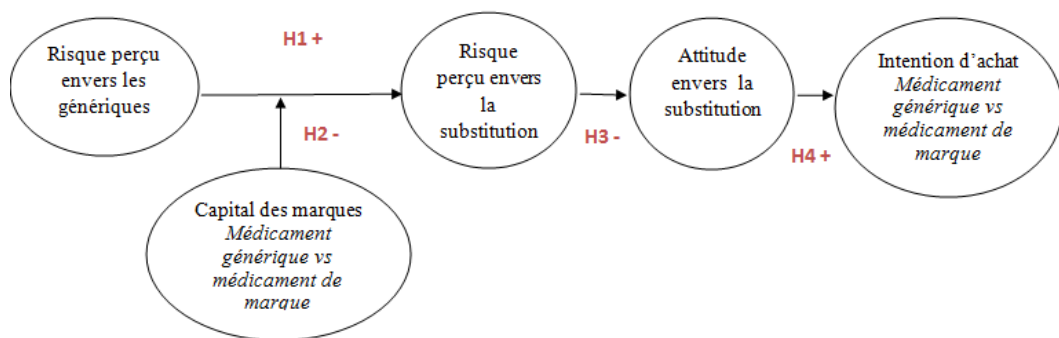 Risque perçu
envers les
génériques
H1 +
H2 -
Capital des marques
Médicament
générique vs
médicament de
marque
Risque
perçu envers
la
substitution
H3 -
Attitude
envers la
substitution
H4 +
Intention d'achat
Médicament
générique vs
médicament de
marque